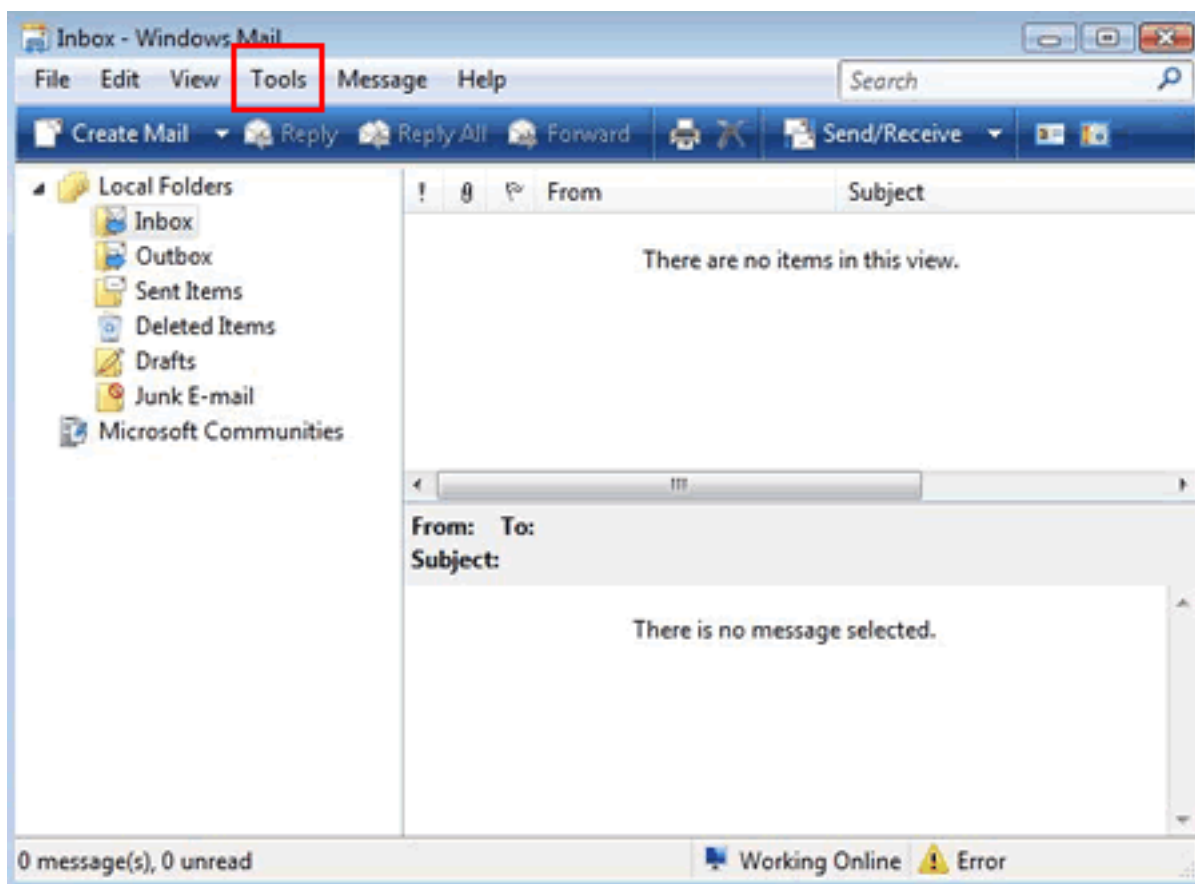 Inbox - Windows Mail
File Edit View Tools Message Help Search
Create Mail Reply Reply All Forward Send/Receive
Local Folders
! From Subject
Inbox
There are no items in this view.
Outbox
Sent Items
Deleted Items
Drafts
Junk E-mail
Microsoft Communities
From: To:
Subject:
There is no message selected.
0 message(s), 0 unread Working Online Error